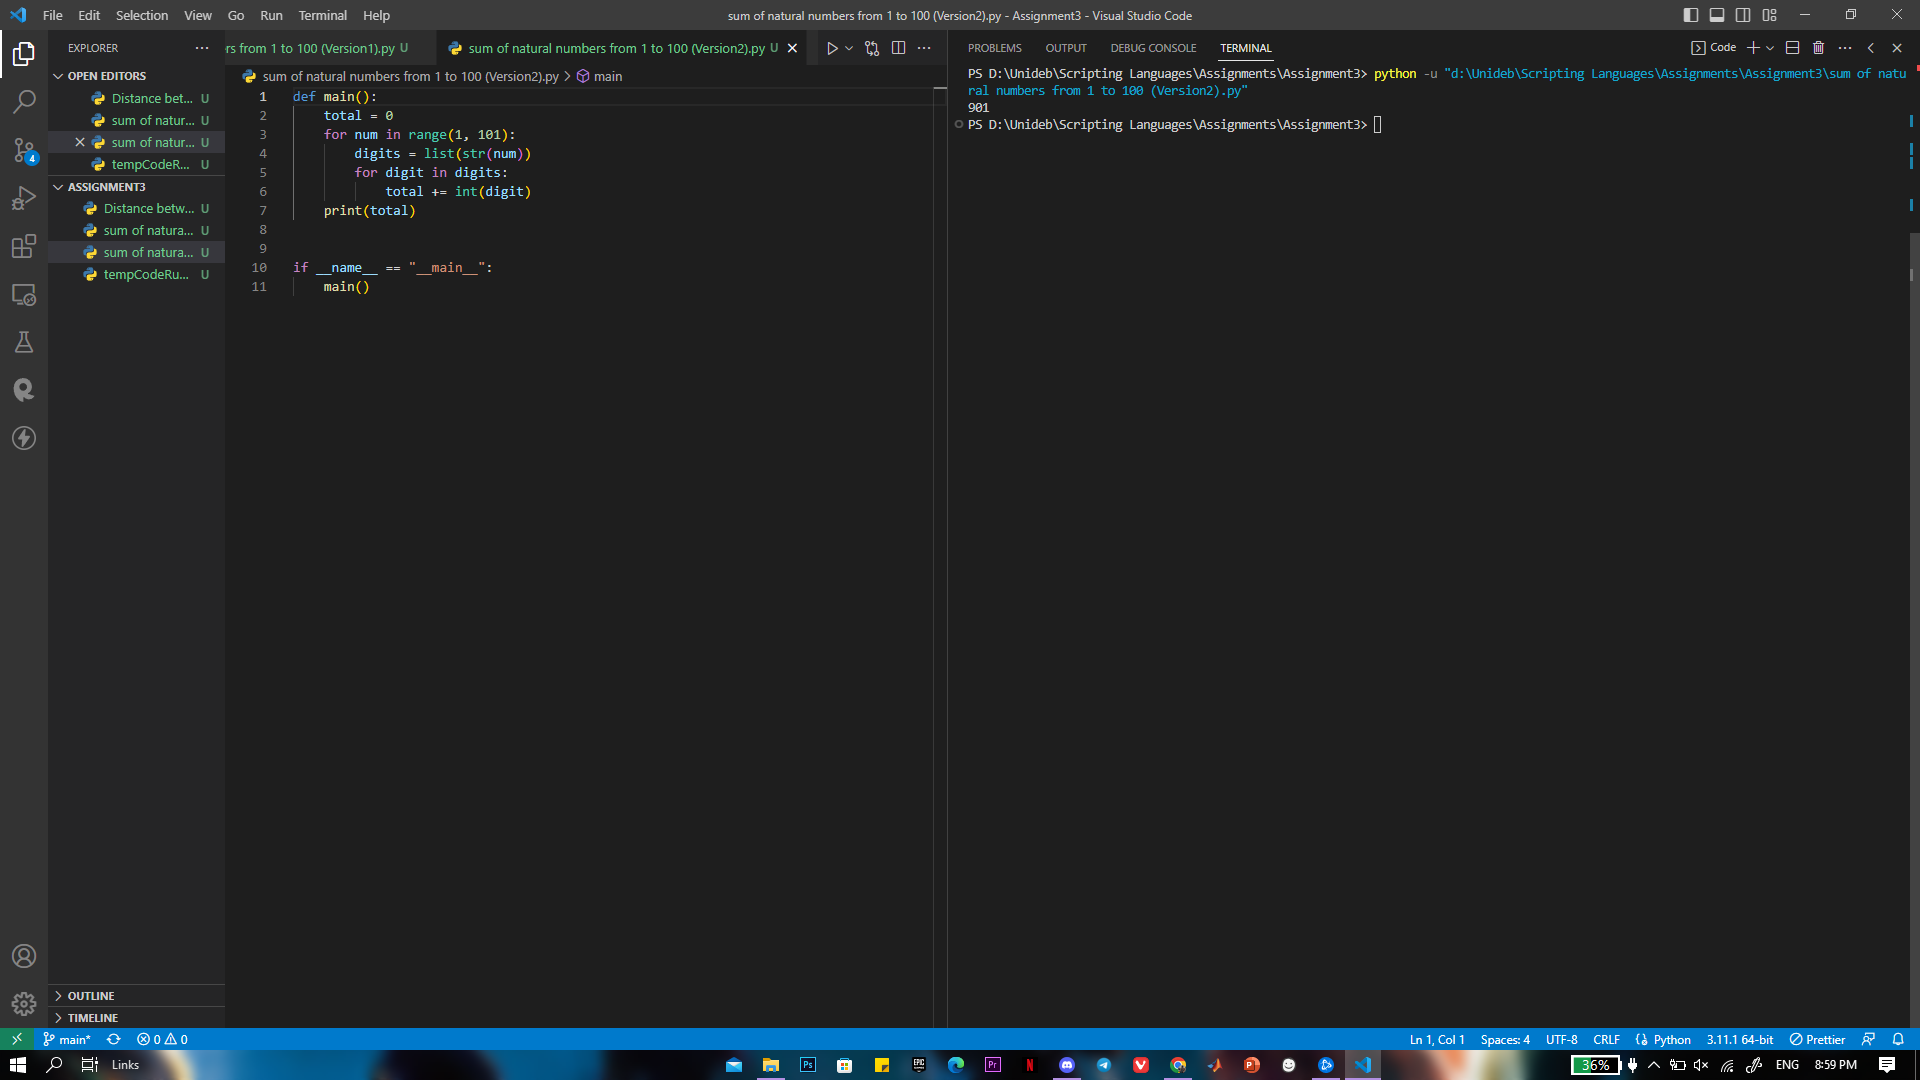 File Edit Selection View Go Run Terminal Help
sum of natural numbers from 1 to 100 (Version2).py - Assignment3 - Visual Studio Code
EXPLORER
OPEN EDITORS
Distance bet... U
sum of natur... U
sum of natur... U
tempCodeR... U
ASSIGNMENT3
Distance betw... U
sum of natura... U
sum of natura... U
tempCodeRu... U
OUTLINE
TIMELINE
rs from 1 to 100 (Version1).py U
sum of natural numbers from 1 to 100 (Version2).py U
sum of natural numbers from 1 to 100 (Version2).py > main
1 def main():
2 total = 0
3 for num in range(1, 101):
4 digits = list(str(num))
5 for digit in digits:
6 total += int(digit)
7 print(total)
8
9
10 if __name__ == "__main__":
11 main()
PROBLEMS OUTPUT DEBUG CONSOLE TERMINAL
Code
PS D:\Unideb\Scripting Languages\Assignments\Assignment3> python -u "d:\Unideb\Scripting Languages\Assignments\Assignment3\sum of natu
ral numbers from 1 to 100 (Version2).py"
901
PS D:\Unideb\Scripting Languages\Assignments\Assignment3>
4
main* 0 0
Ln 1, Col 1 Spaces: 4 UTF-8 CRLF Python 3.11.1 64-bit Prettier
Links
Ps
EPIC
Pr
N
36%
ENG
8:59 PM